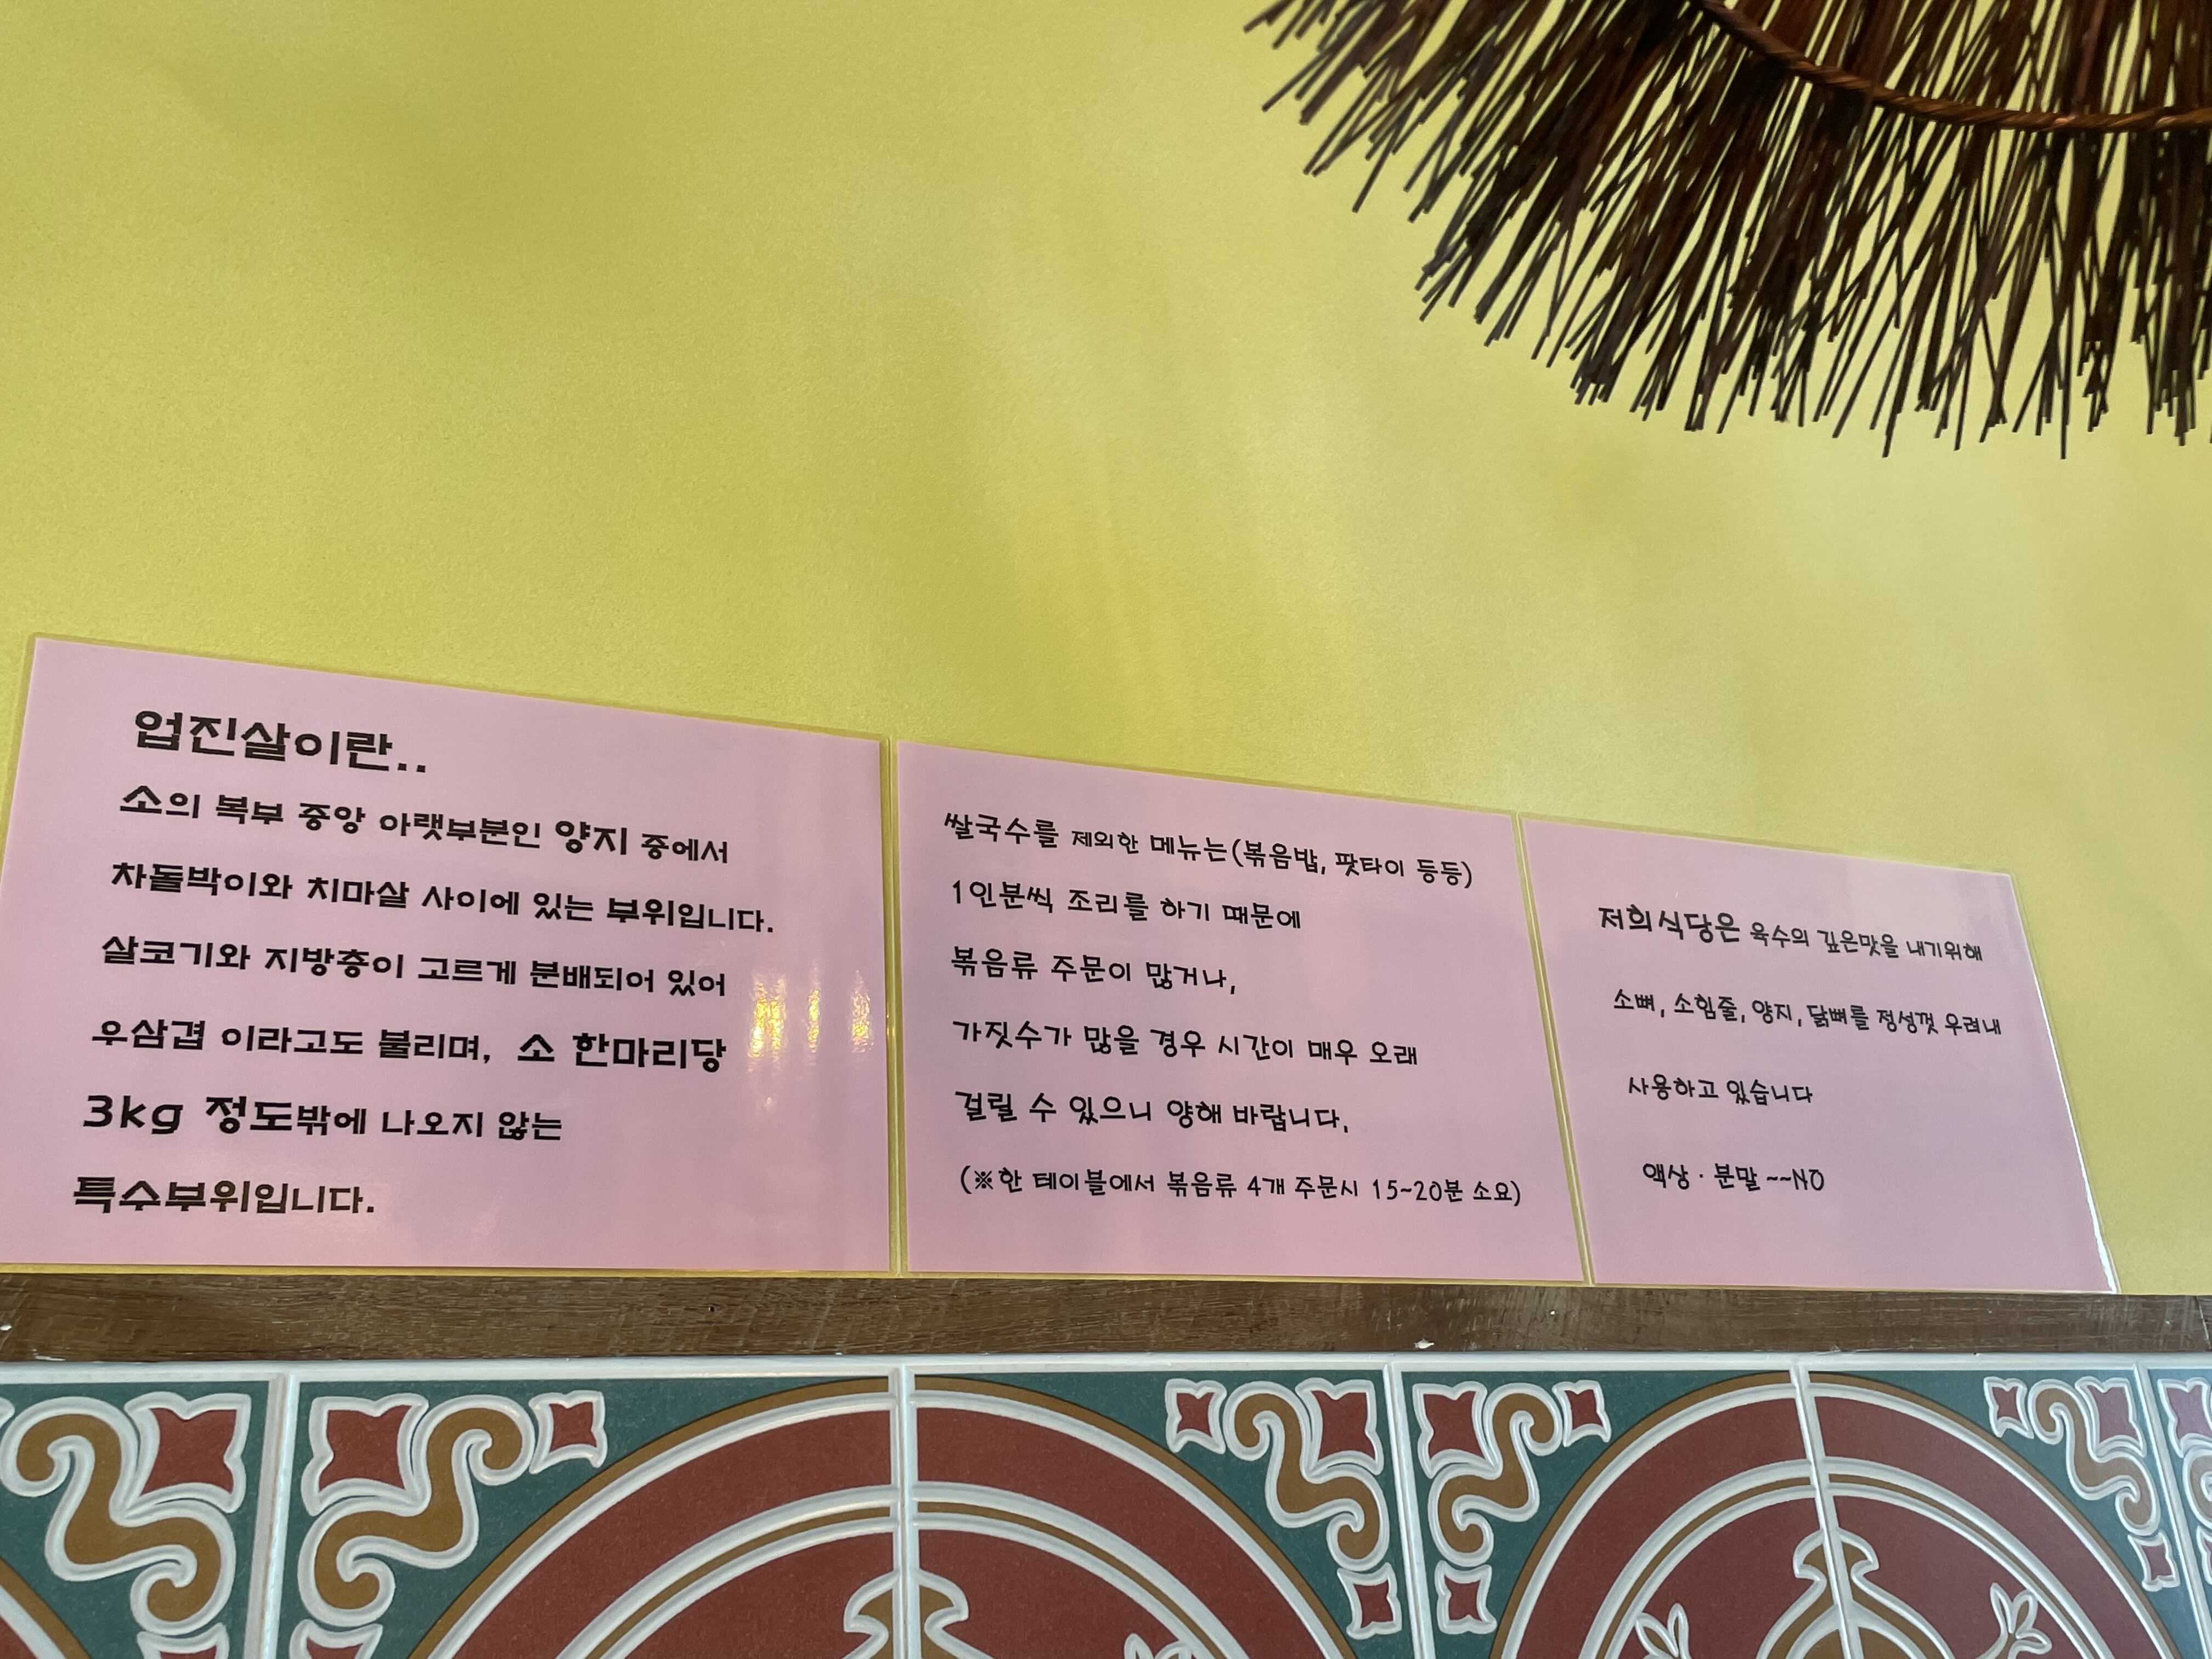 업진살이란..
소의 복부 중앙 아랫부분인 양지 중에서
차돌박이와 치마살 사이에 있는 부위입니다.
살코기와 지방층이 고르게 분배되어 있어
우삼겹 이라고도 불리며, 소 한마리당
3kg 정도밖에 나오지 않는
특수부위입니다.
쌀국수를 제외한 메뉴는(볶음밥, 팟타이 등등)
1인분씩 조리를 하기 때문에
볶음류 주문이 많거나,
가짓수가 많을 경우 시간이 매우 오래
걸릴 수 있으니 양해 바랍니다.
(※한 테이블에서 볶음류 4개 주문시 15~20분 소요)
저희식당은 육수의 깊은맛을 내기위해
소뼈, 소힘줄, 양지, 닭뼈를 정성껏 우려내
사용하고 있습니다
액상·분말~~NO